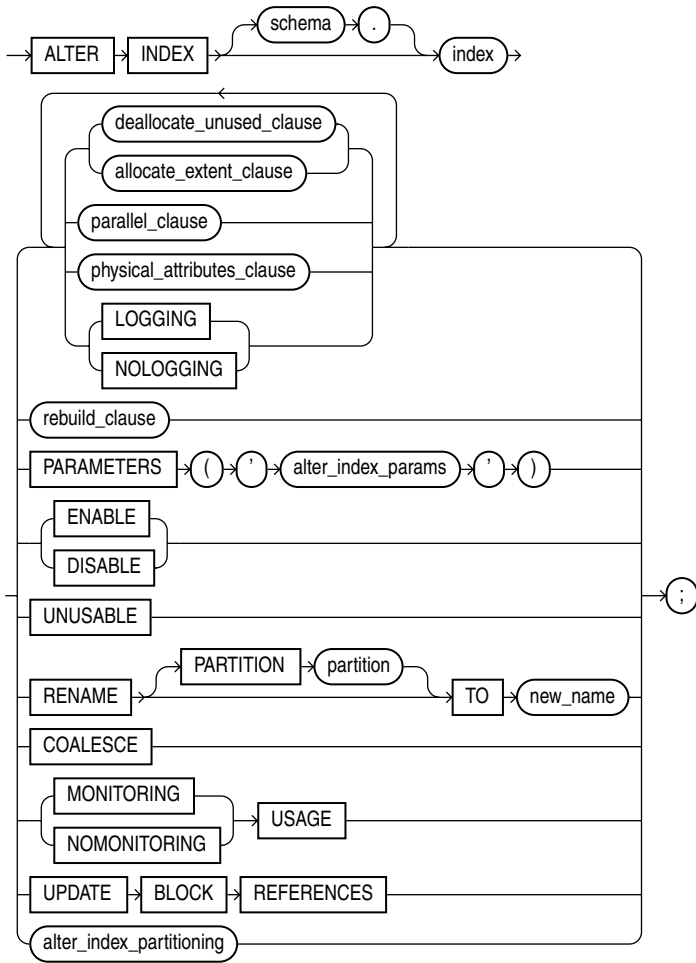 schema .
ALTER INDEX index
deallocate_unused_clause
allocate_extent_clause
parallel_clause
physical_attributes_clause
LOGGING
NOLOGGING
rebuild_clause
PARAMETERS ( ' alter_index_params ' )
ENABLE
DISABLE
;
UNUSABLE
PARTITION partition
RENAME TO new_name
COALESCE
MONITORING
USAGE
NOMONITORING
UPDATE BLOCK REFERENCES
alter_index_partitioning